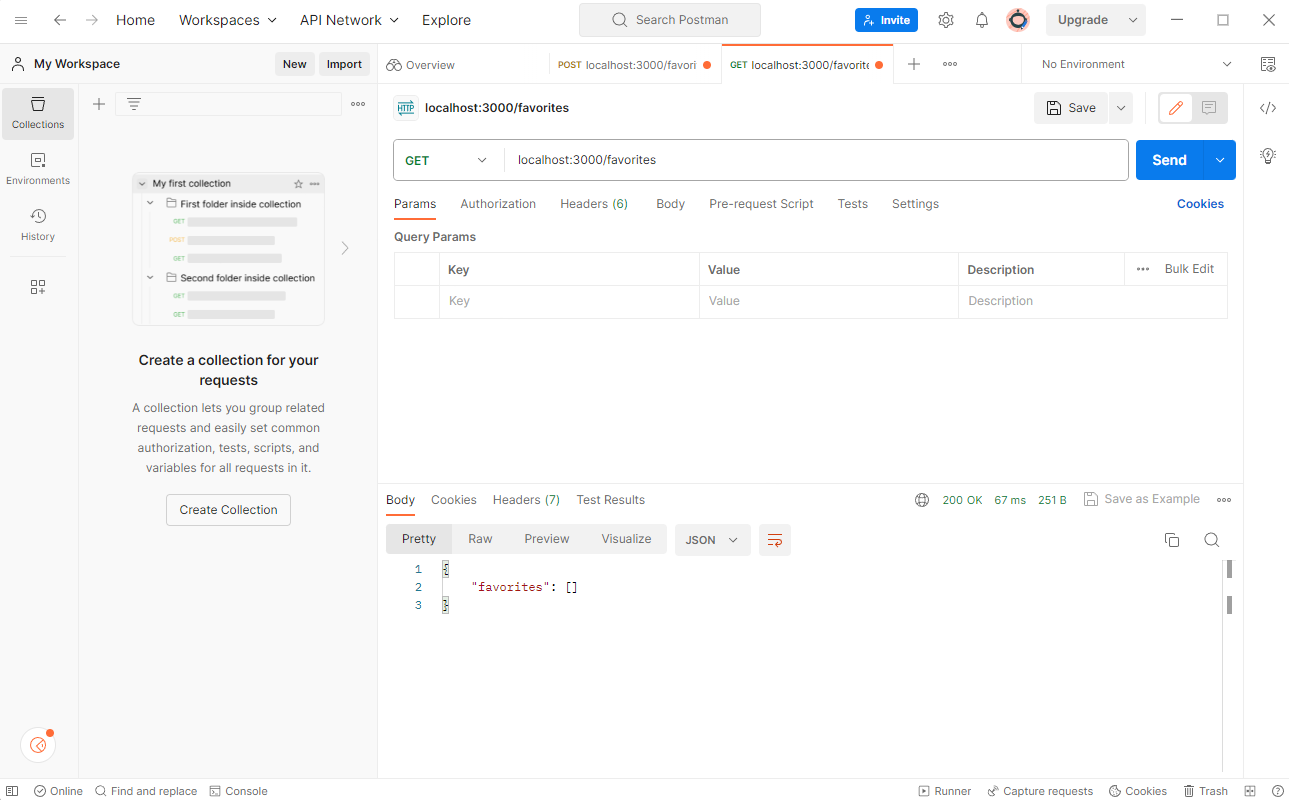 Home Workspaces API Network Explore Search Postman Invite Upgrade
My Workspace New Import
Overview POST localhost:3000/favori GET localhost:3000/favorite No Environment
Collections
Environments
History
My first collection
First folder inside collection
GET
POST
GET
Second folder inside collection
GET
GET
Create a collection for your
requests
A collection lets you group related
requests and easily set common
authorization, tests, scripts, and
variables for all requests in it.
Create Collection
HTTP localhost:3000/favorites Save
GET localhost:3000/favorites Send
Params Authorization Headers (6) Body Pre-request Script Tests Settings Cookies
Query Params
Key Value Description Bulk Edit
Key Value Description
Body Cookies Headers (7) Test Results 200 OK 67 ms 251 B Save as Example
Pretty Raw Preview Visualize JSON
1 {
2 "favorites": []
3 }
Online Find and replace Console Runner Capture requests Cookies Trash